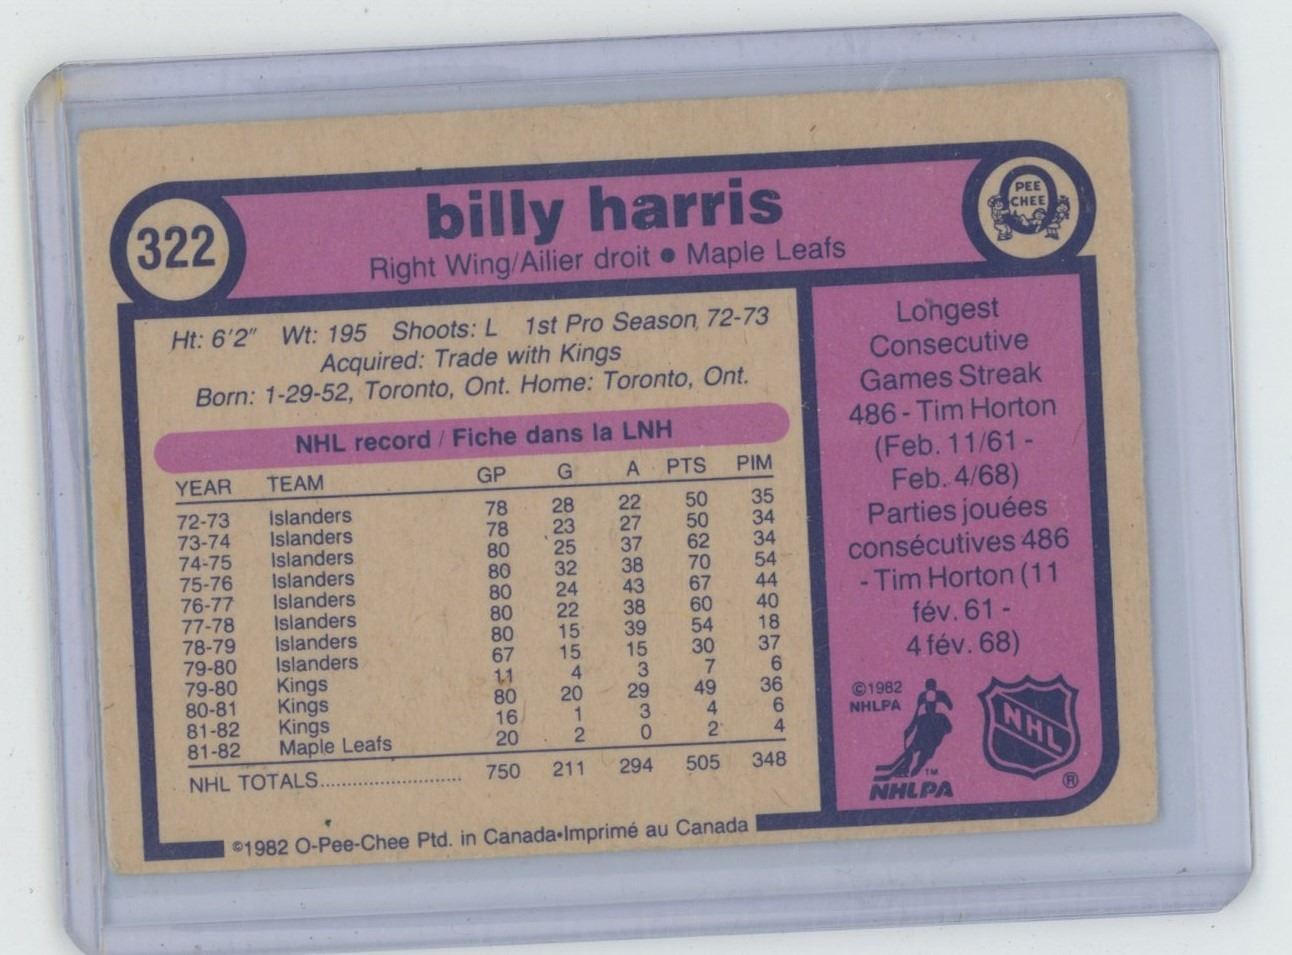 322
billy harris
Right Wing/Ailier droit • Maple Leafs
PEE
CHEE
Ht: 6'2" Wt: 195 Shoots: L 1st Pro Season 72-73
Acquired: Trade with Kings
Born: 1-29-52, Toronto, Ont. Home: Toronto, Ont.
NHL record / Fiche dans la LNH
YEAR TEAM GP G A PTS PIM
72-73 Islanders 78 28 22 50 35
73-74 Islanders 78 23 27 50 34
74-75 Islanders 80 25 37 62 34
75-76 Islanders 80 32 38 70 54
76-77 Islanders 80 24 43 67 44
77-78 Islanders 80 22 38 60 40
78-79 Islanders 80 15 39 54 18
79-80 Islanders 67 15 15 30 37
79-80 Kings 11 4 3 7 6
80-81 Kings 80 20 29 49 36
81-82 Kings 16 1 3 4 6
81-82 Maple Leafs 20 2 0 2 4
NHL TOTALS.................... 750 211 294 505 348
©1982 O-Pee-Chee Ptd. in Canada•Imprimé au Canada
Longest
Consecutive
Games Streak
486 - Tim Horton
(Feb. 11/61 -
Feb. 4/68)
Parties jouées
consécutives 486
- Tim Horton (11
fév. 61 -
4 fév. 68)
©1982
NHLPA
TM
NHLPA
NHL
®